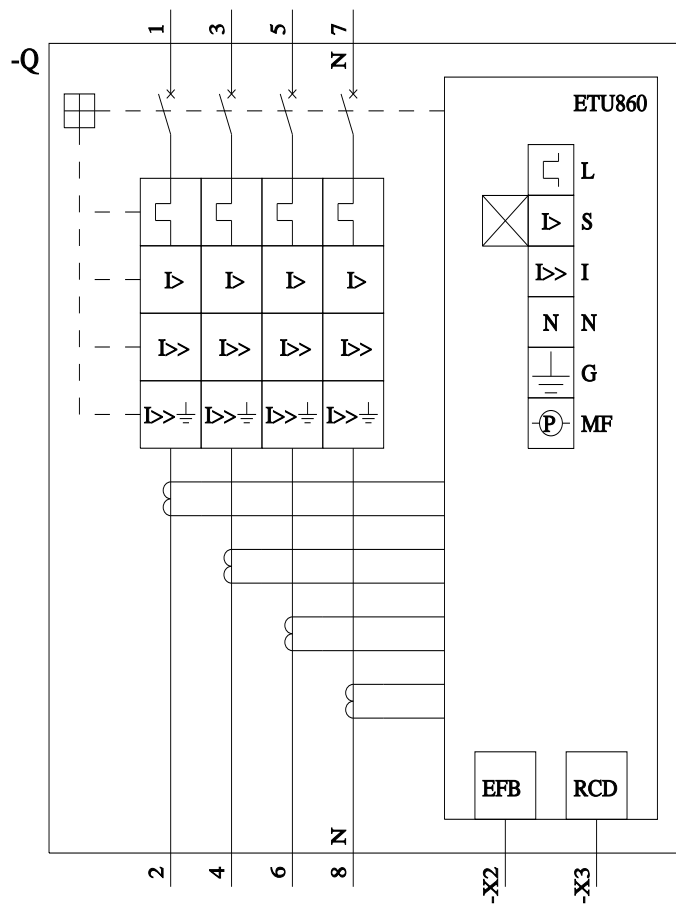 1 3 5 7
N
-Q
ETU860
L
I> S
I>> I
N N
G
P MF
I> I> I> I>
I>> I>> I>> I>>
I>> I>> I>> I>>
EFB RCD
N
2 4 6 8 -X2 -X3